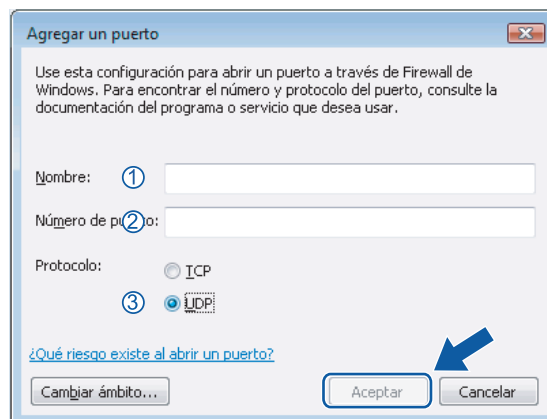 Agregar un puerto
Use esta configuración para abrir un puerto a través de Firewall de
Windows. Para encontrar el número y protocolo del puerto, consulte la
documentación del programa o servicio que desea usar.
Nombre: 1
Número de puerto: 2
Protocolo: TCP
3 UDP
¿Qué riesgo existe al abrir un puerto?
Cambiar ámbito... Aceptar Cancelar